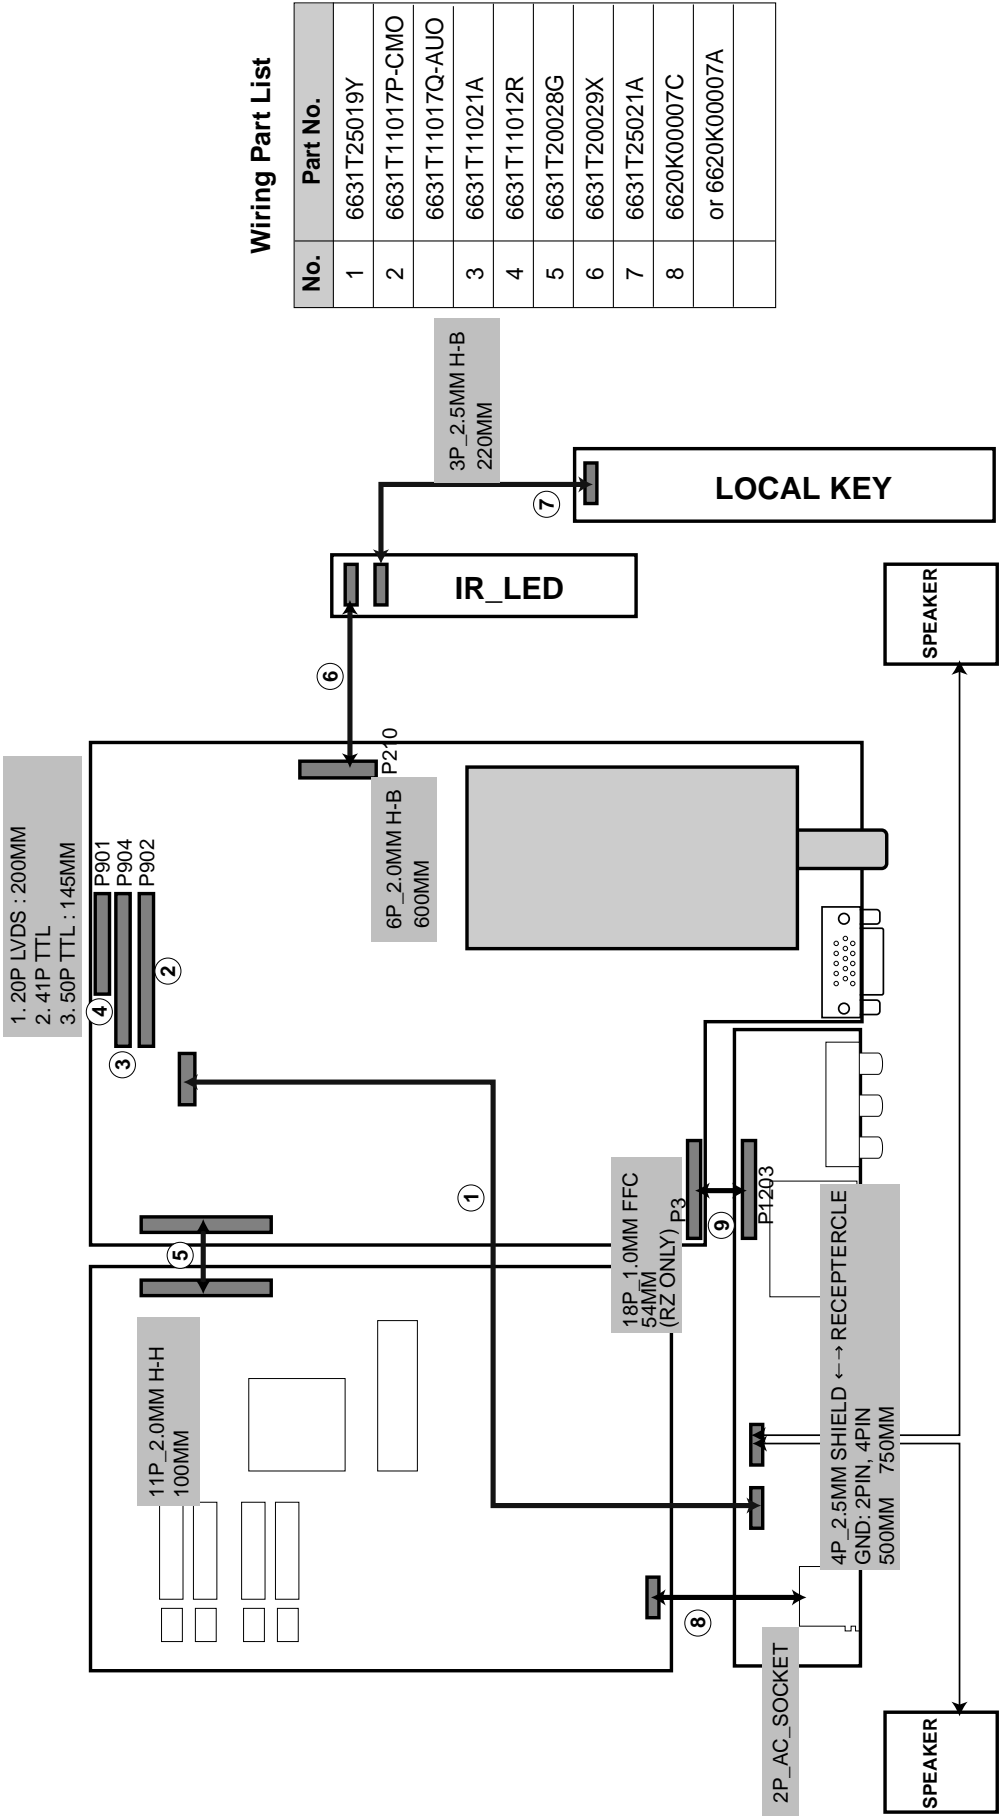 Wiring Part List
No. Part No.
1 6631T25019Y
2 6631T11017P-CMO
6631T11017Q-AUO
3 6631T11021A
4 6631T11012R
5 6631T20028G
6 6631T20029X
7 6631T25021A
8 6620K00007C
or 6620K00007A
1. 20P LVDS : 200MM
2. 41P TTL
3. 50P TTL : 145MM
P901
P904
P902
4
3
2
11P_2.0MM H-H
100MM
5
1
P210
6P_2.0MM H-B
600MM
6
IR_LED
3P_2.5MM H-B
220MM
7
LOCAL KEY
18P_1.0MM FFC
54MM
(RZ ONLY)
P3
9
P1203
8
2P_AC_SOCKET
4P_2.5MM SHIELD ←→ RECEPTERCLE
GND: 2PIN, 4PIN
500MM 750MM
SPEAKER
SPEAKER